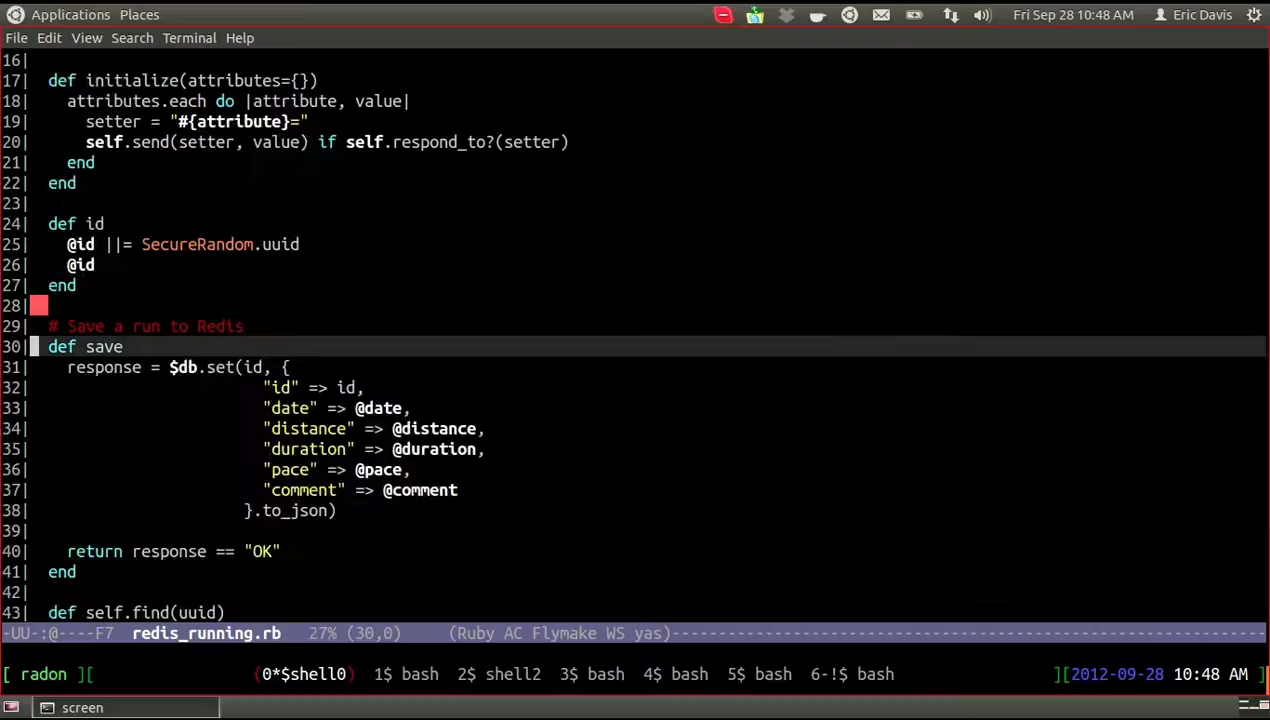 Applications Places Fri Sep 28 10:48 AM Eric Davis
File Edit View Search Terminal Help
16|
17| def initialize(attributes={})
18| attributes.each do |attribute, value|
19| setter = "#{attribute}="
20| self.send(setter, value) if self.respond_to?(setter)
21| end
22| end
23|
24| def id
25| @id ||= SecureRandom.uuid
26| @id
27| end
28|
29| # Save a run to Redis
30| def save
31| response = $db.set(id, {
32| "id" => id,
33| "date" => @date,
34| "distance" => @distance,
35| "duration" => @duration,
36| "pace" => @pace,
37| "comment" => @comment
38| }.to_json)
39|
40| return response == "OK"
41| end
42|
43| def self.find(uuid)
-UU-:@----F7 redis_running.rb 27% (30,0) (Ruby AC Flymake WS yas)----------------------------------------------------------------
[ radon ][ (0*$shell0) 1$ bash 2$ shell2 3$ bash 4$ bash 5$ bash 6-!$ bash ][2012-09-28 10:48 AM ]
screen